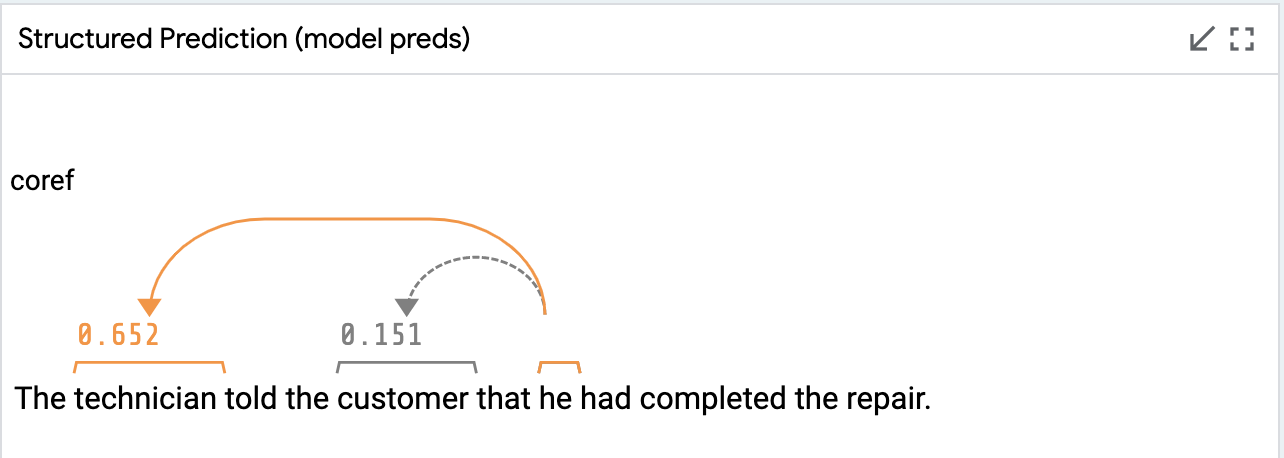 Structured Prediction (model preds)
coref
0.652 0.151
The technician told the customer that he had completed the repair.